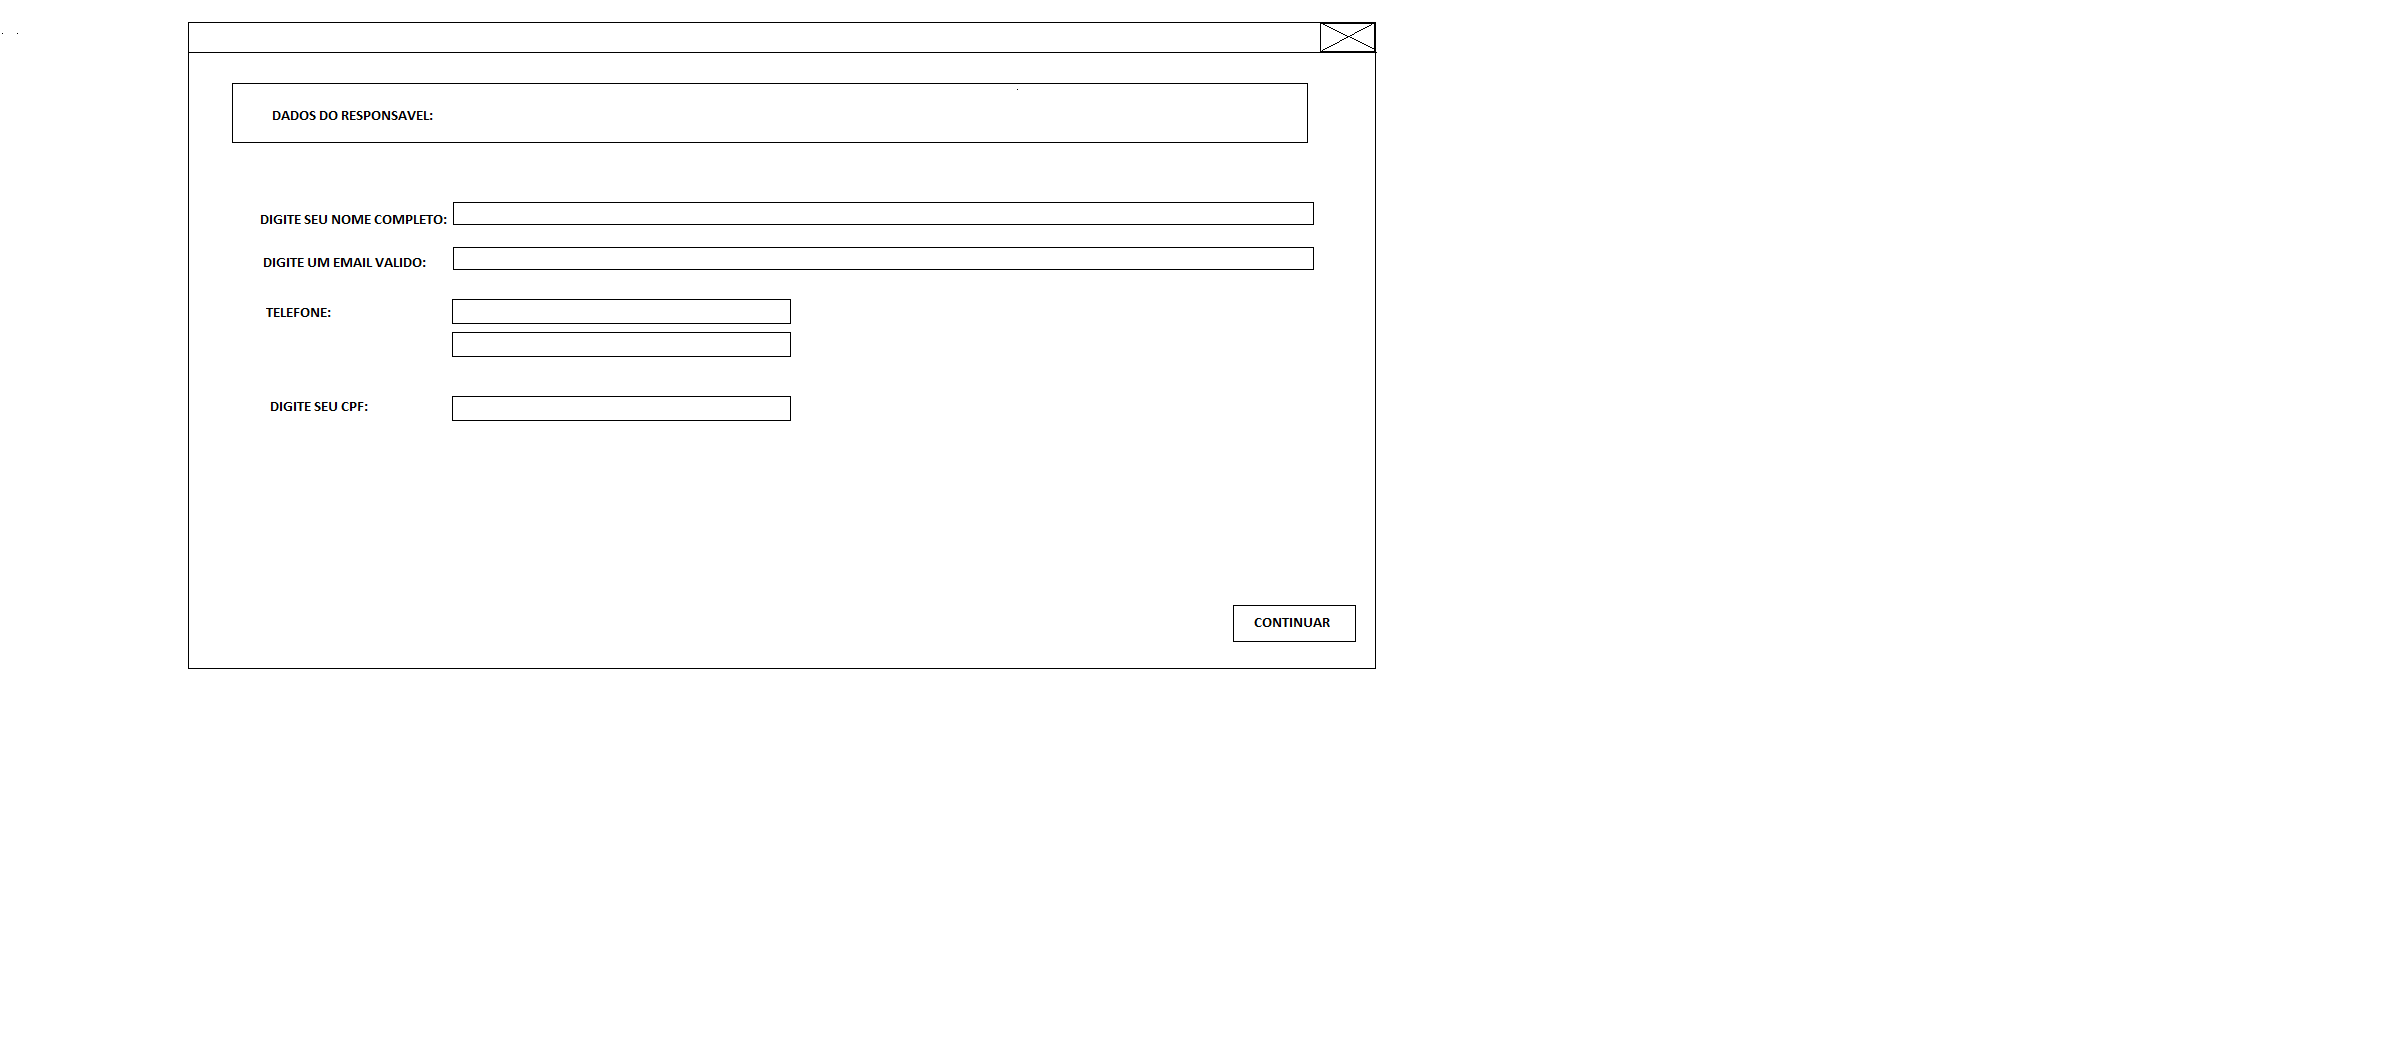 DADOS DO RESPONSAVEL:
DIGITE SEU NOME COMPLETO:
DIGITE UM EMAIL VALIDO:
TELEFONE:
DIGITE SEU CPF:
CONTINUAR